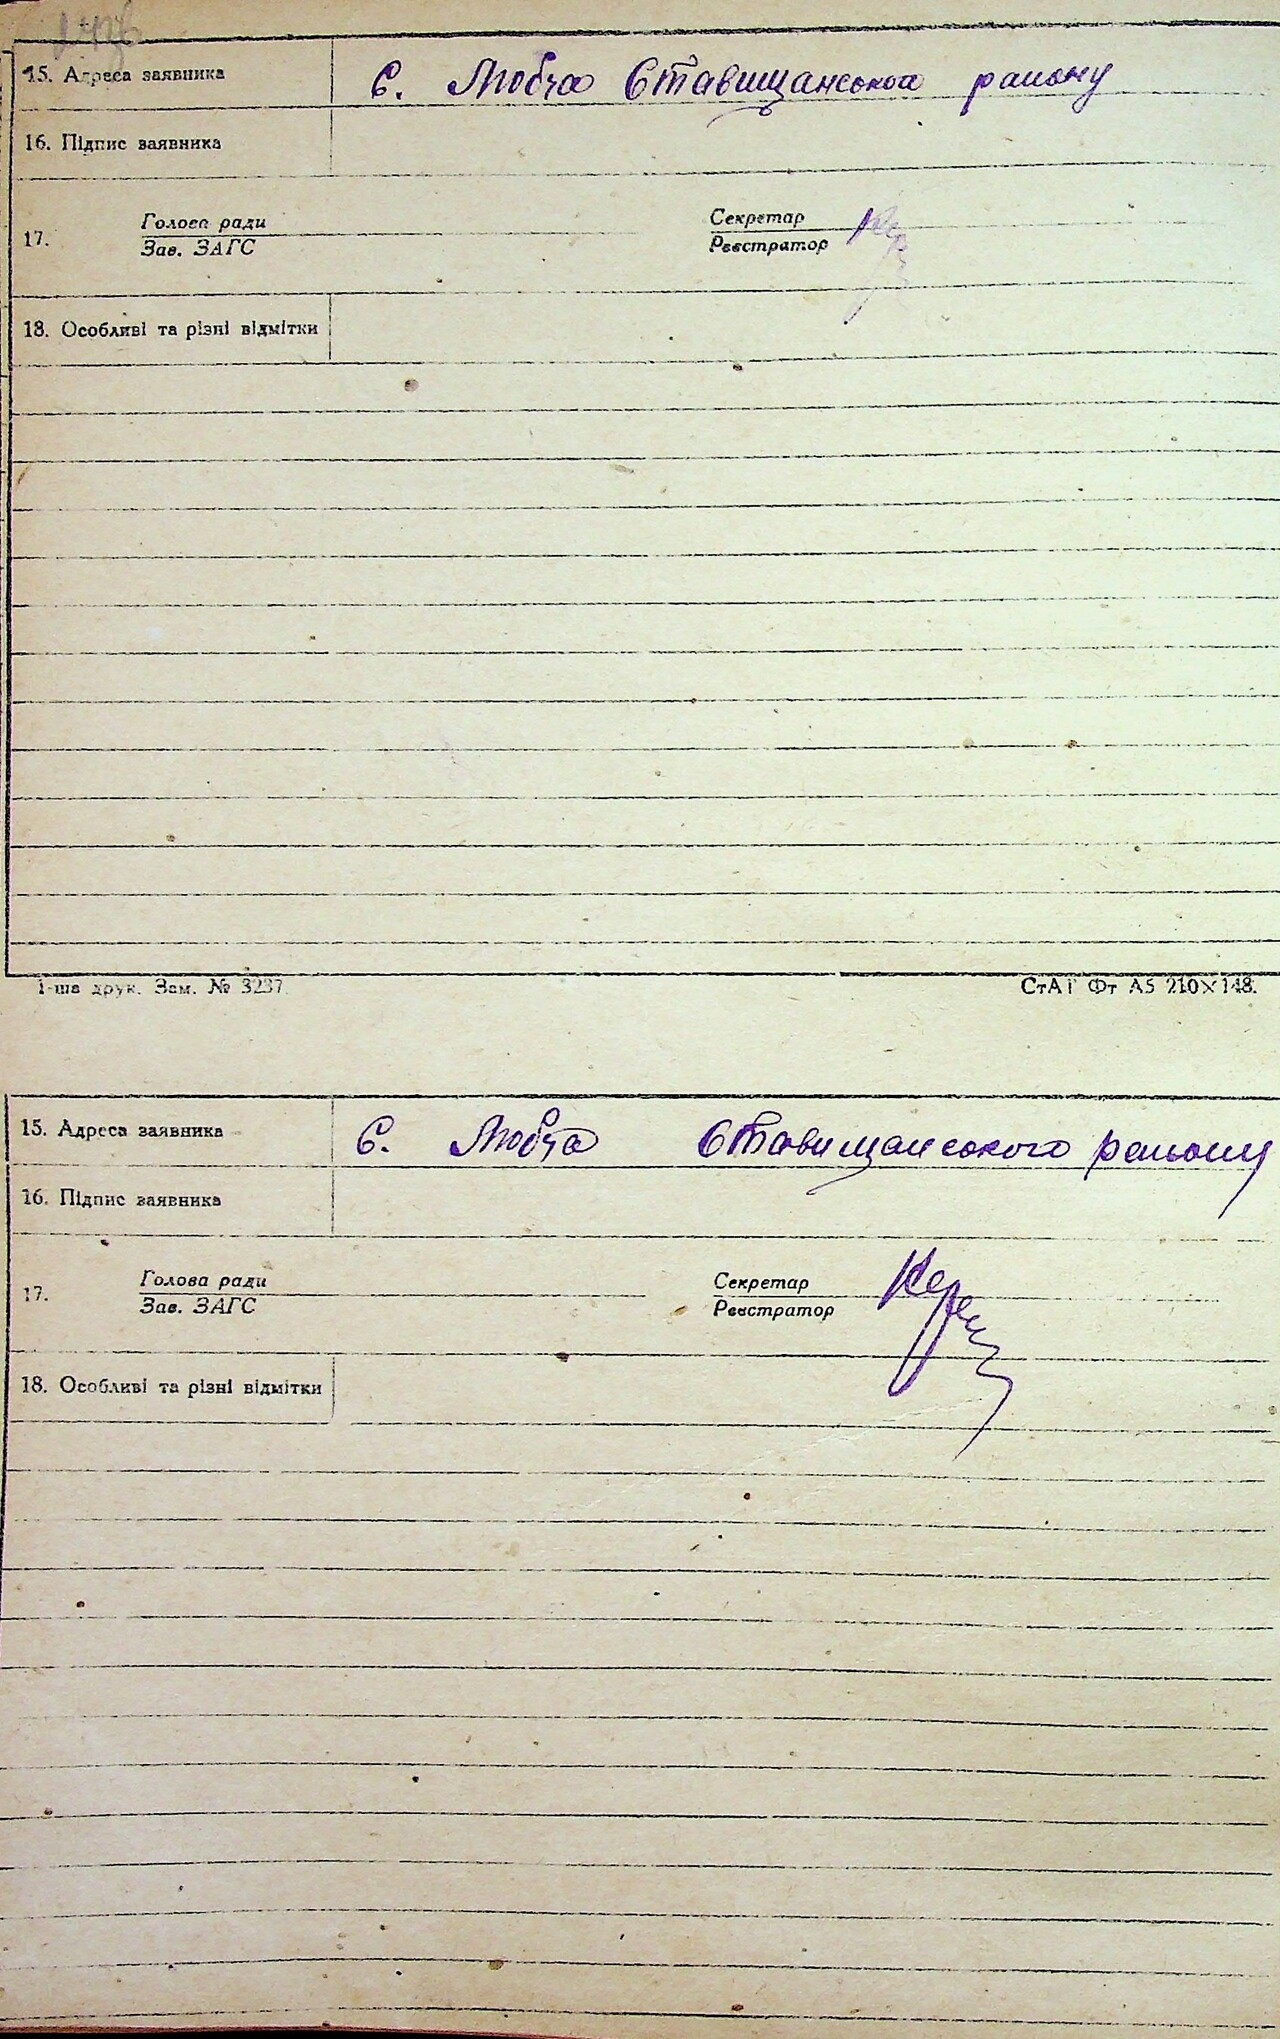 15. Адреса заявника с. Любча Ставищанского району
16. Підпис заявника
17. Голова ради Секретар
Зав. ЗАГС Реєстратор
18. Особливі та різні відмітки
1-ша друк. Зам. № 3237 СтАГ Фт А5 210×148.
15. Адреса заявника с. Любча Ставищанського району
16. Підпис заявника
17. Голова ради Секретар
Зав. ЗАГС Реєстратор
18. Особливі та різні відмітки